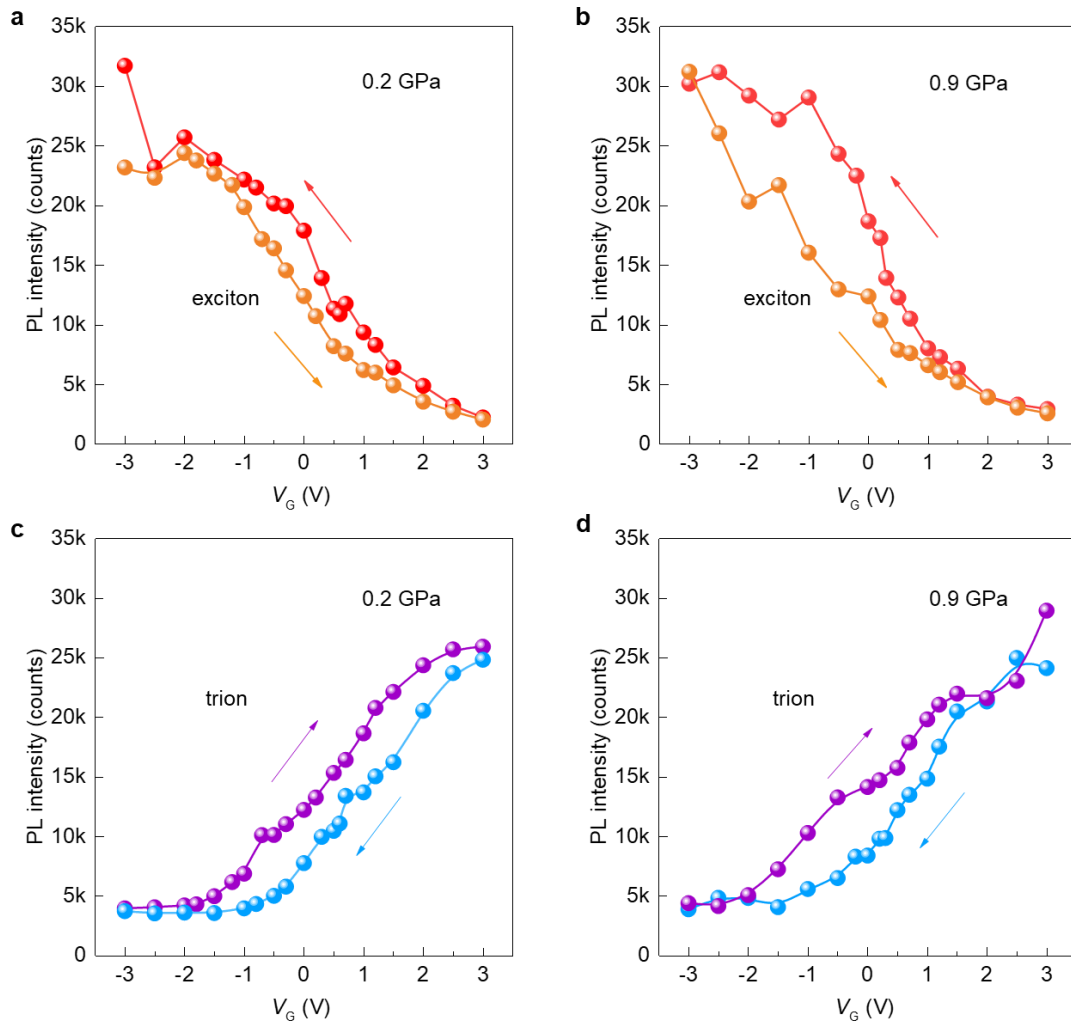 a
35k
30k
25k
20k
15k
10k
5k
0
PL intensity (counts)
0.2 GPa
exciton
-3 -2 -1 0 1 2 3
V_G (V)
b
35k
30k
25k
20k
15k
10k
5k
0
PL intensity (counts)
0.9 GPa
exciton
-3 -2 -1 0 1 2 3
V_G (V)
c
35k
30k
25k
20k
15k
10k
5k
0
PL intensity (counts)
0.2 GPa
trion
-3 -2 -1 0 1 2 3
V_G (V)
d
35k
30k
25k
20k
15k
10k
5k
0
PL intensity (counts)
0.9 GPa
trion
-3 -2 -1 0 1 2 3
V_G (V)